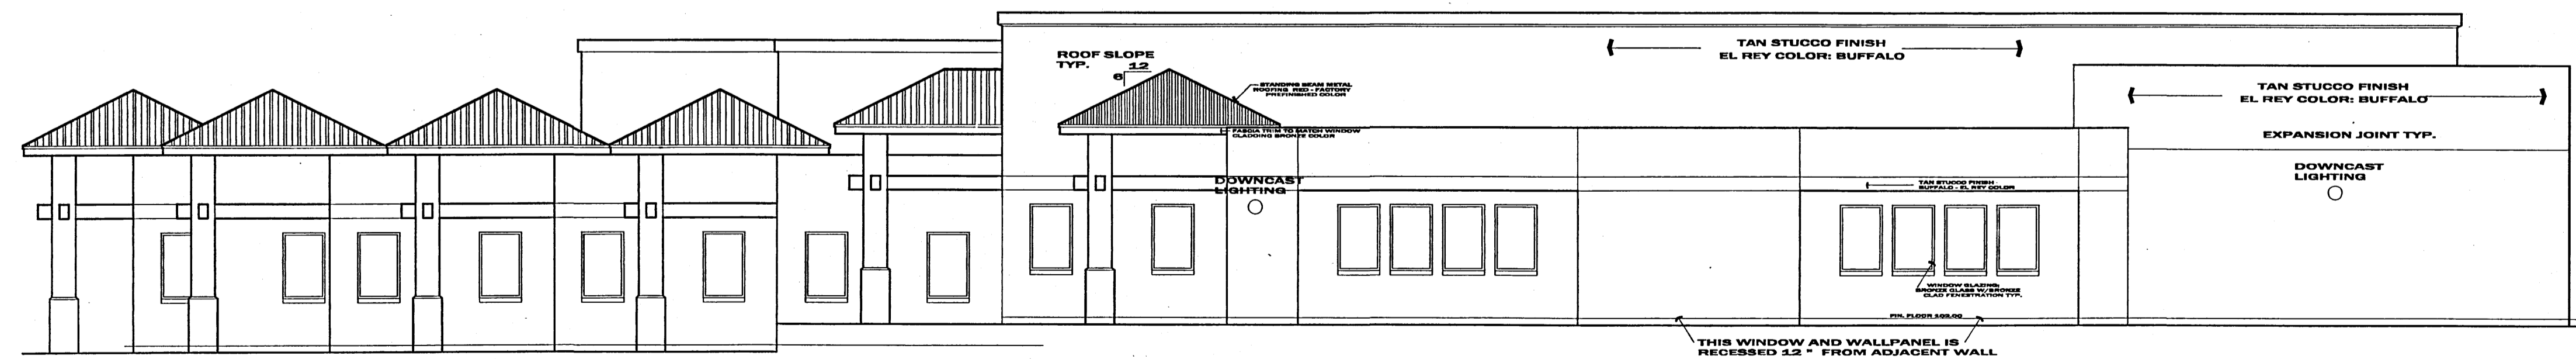 ROOF SLOPE
TYP.
12
6
STANDING SEAM METAL
ROOFING RED - FACTORY
PREFINISHED COLOR
FASCIA TRIM TO MATCH WINDOW
CLADDING BRONZE COLOR
DOWNCAST
LIGHTING
TAN STUCCO FINISH
EL REY COLOR: BUFFALO
TAN STUCCO FINISH
EL REY COLOR: BUFFALO
EXPANSION JOINT TYP.
DOWNCAST
LIGHTING
TAN STUCCO FINISH
BUFFALO - EL REY COLOR
WINDOW GLAZING:
BRONZE GLASS W/BRONZE
CLAD FENESTRATION TYP.
FIN. FLOOR
THIS WINDOW AND WALLPANEL IS
RECESSED 12 " FROM ADJACENT WALL